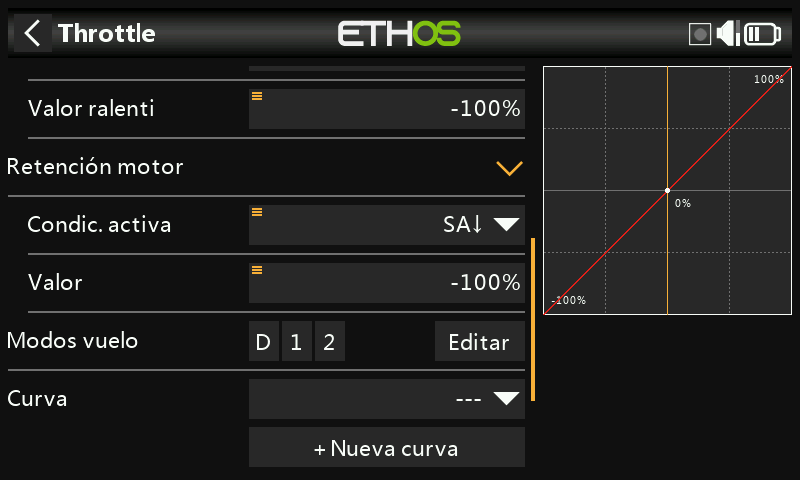 Throttle
ETHOS
Valor ralenti
-100%
Retención motor
Condic. activa
SA↓
Valor
-100%
Modos vuelo
D 1 2
Editar
Curva
---
+ Nueva curva
100%
0%
-100%